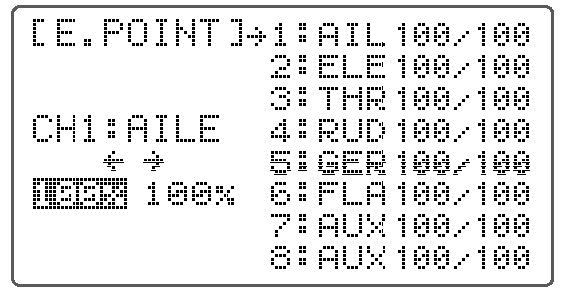 [E.POINT]→1:AIL 100/100
2:ELE 100/100
3:THR 100/100
CH1:AILE 4:RUD 100/100
← → 5:GER 100/100
100% 100% 6:FLA 100/100
7:AUX 100/100
8:AUX 100/100